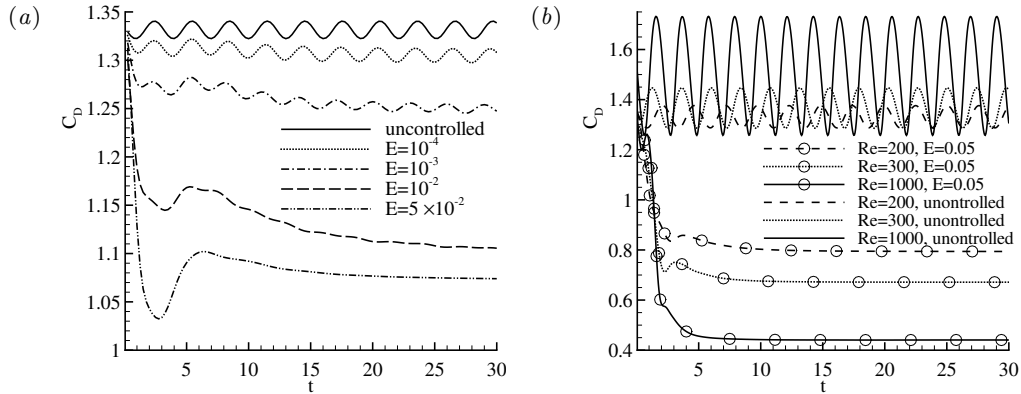 (a)
1.35
1.3
1.25
1.2
1.15
1.1
1.05
1
C_D
0 5 10 15 20 25 30
t
uncontrolled
E=10^-4
E=10^-3
E=10^-2
E=5 ×10^-2
(b)
1.6
1.4
1.2
1
0.8
0.6
0.4
C_D
5 10 15 20 25 30
t
Re=200, E=0.05
Re=300, E=0.05
Re=1000, E=0.05
Re=200, uncontrolled
Re=300, uncontrolled
Re=1000, uncontrolled